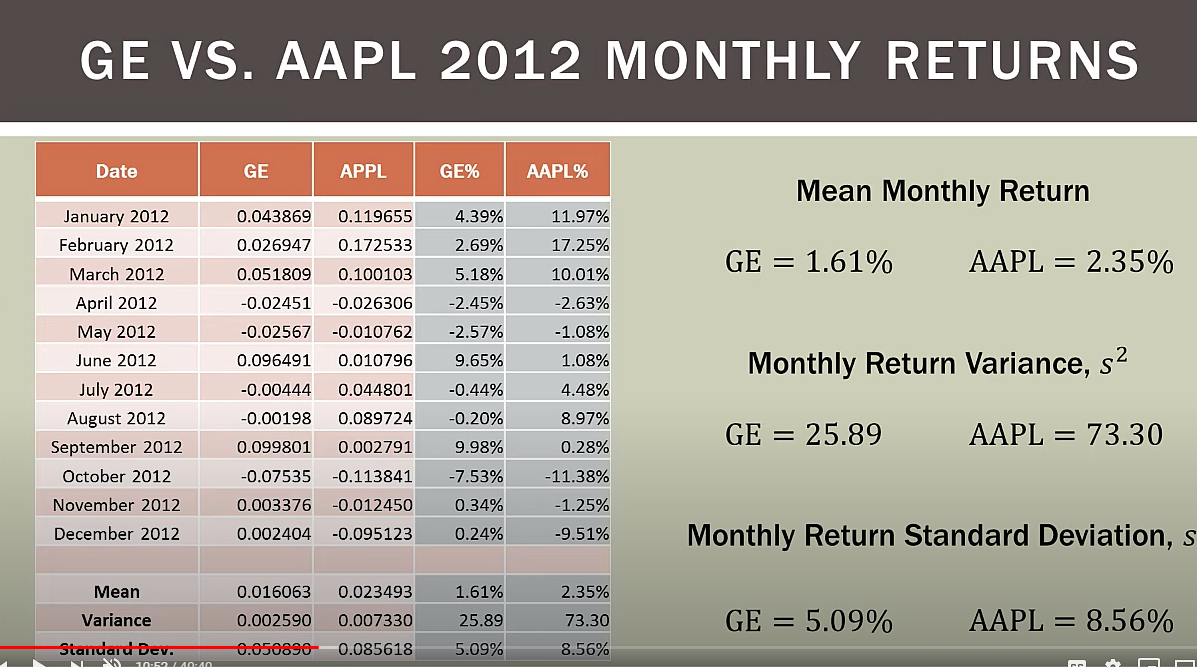 GE VS. AAPL 2012 MONTHLY RETURNS
Date GE APPL GE% AAPL%
January 2012 0.043869 0.119655 4.39% 11.97%
February 2012 0.026947 0.172533 2.69% 17.25%
March 2012 0.051809 0.100103 5.18% 10.01%
April 2012 -0.02451 -0.026306 -2.45% -2.63%
May 2012 -0.02567 -0.010762 -2.57% -1.08%
June 2012 0.096491 0.010796 9.65% 1.08%
July 2012 -0.00444 0.044801 -0.44% 4.48%
August 2012 -0.00198 0.089724 -0.20% 8.97%
September 2012 0.099801 0.002791 9.98% 0.28%
October 2012 -0.07535 -0.113841 -7.53% -11.38%
November 2012 0.003376 -0.012450 0.34% -1.25%
December 2012 0.002404 -0.095123 0.24% -9.51%
Mean 0.016063 0.023493 1.61% 2.35%
Variance 0.002590 0.007330 25.89 73.30
Standard Dev. 0.050890 0.085618 5.09% 8.56%
Mean Monthly Return
GE = 1.61% AAPL = 2.35%
Monthly Return Variance, s²
GE = 25.89 AAPL = 73.30
Monthly Return Standard Deviation, s
GE = 5.09% AAPL = 8.56%
10:52 / 40:40